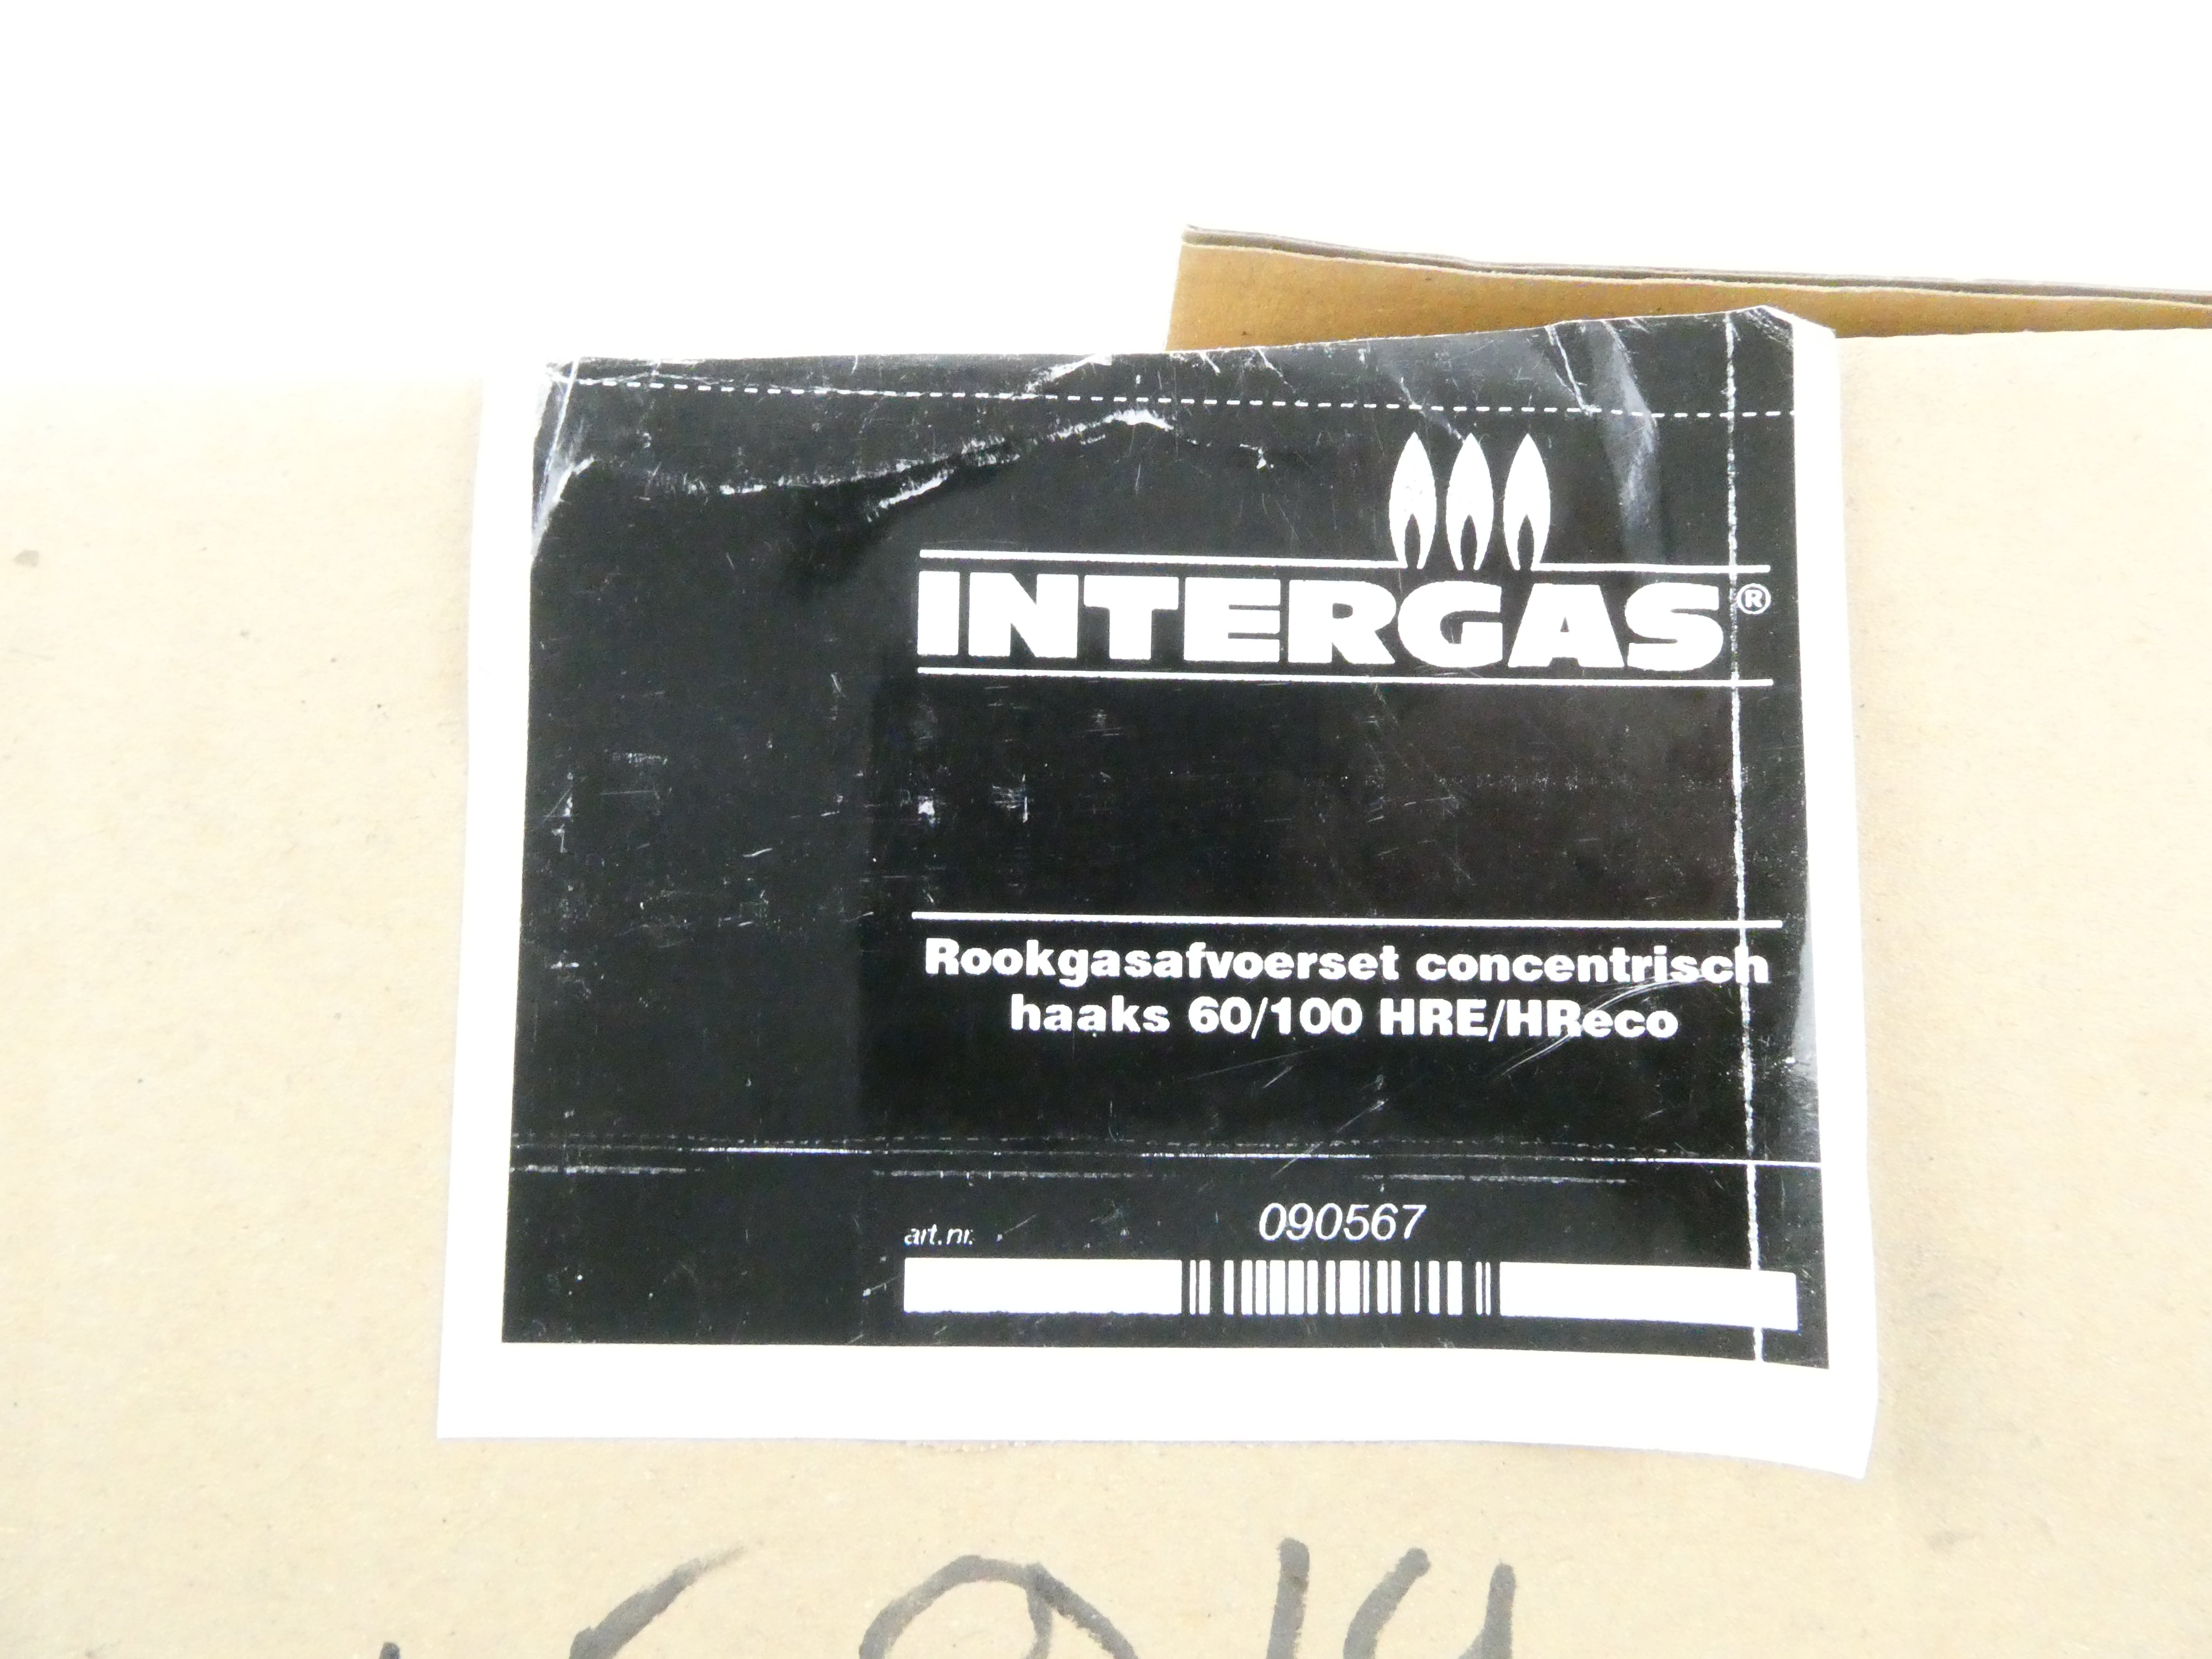 INTERGAS®
Rookgasafvoerset concentrisch
haaks 60/100 HRE/HReco
art.nr.
090567